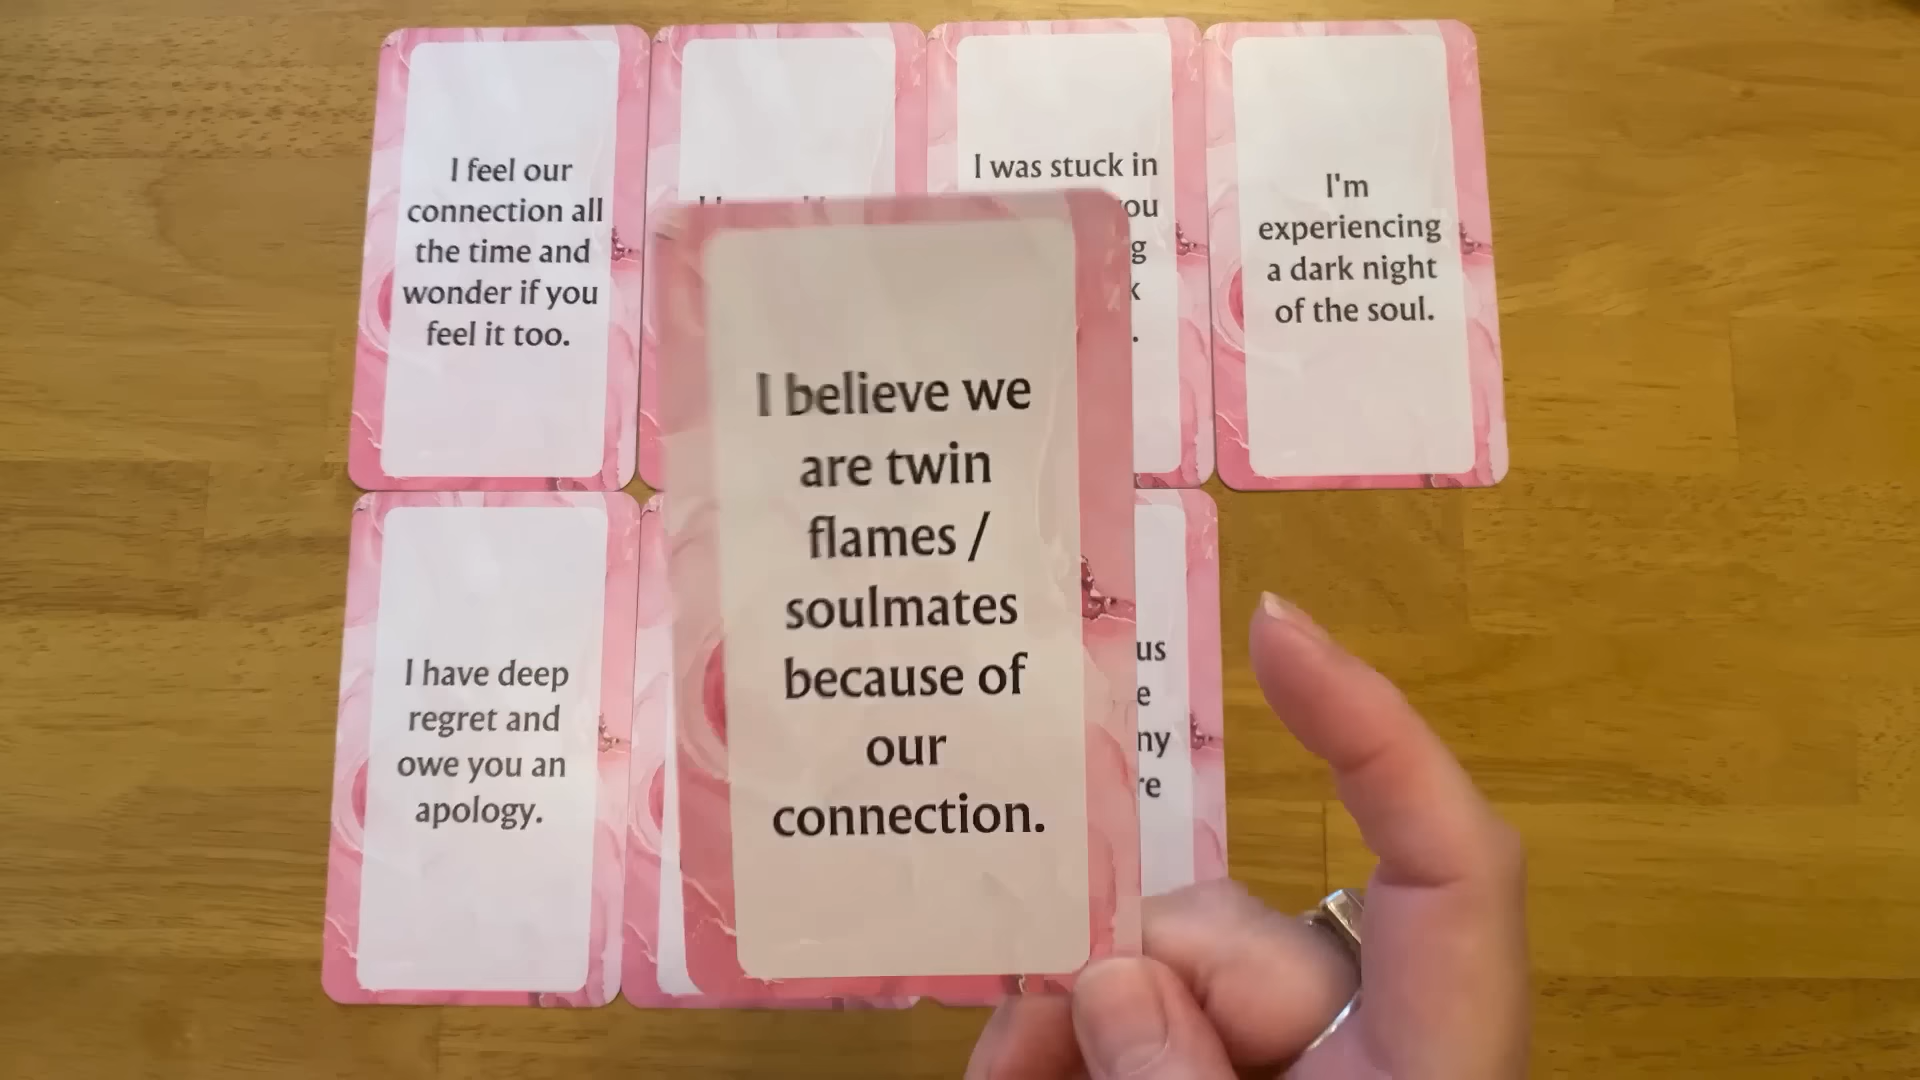 I feel our
connection all
the time and
wonder if you
feel it too.
I was stuck in
I'm
experiencing
a dark night
of the soul.
I believe we
are twin
flames /
soulmates
because of
our
connection.
I have deep
regret and
owe you an
apology.